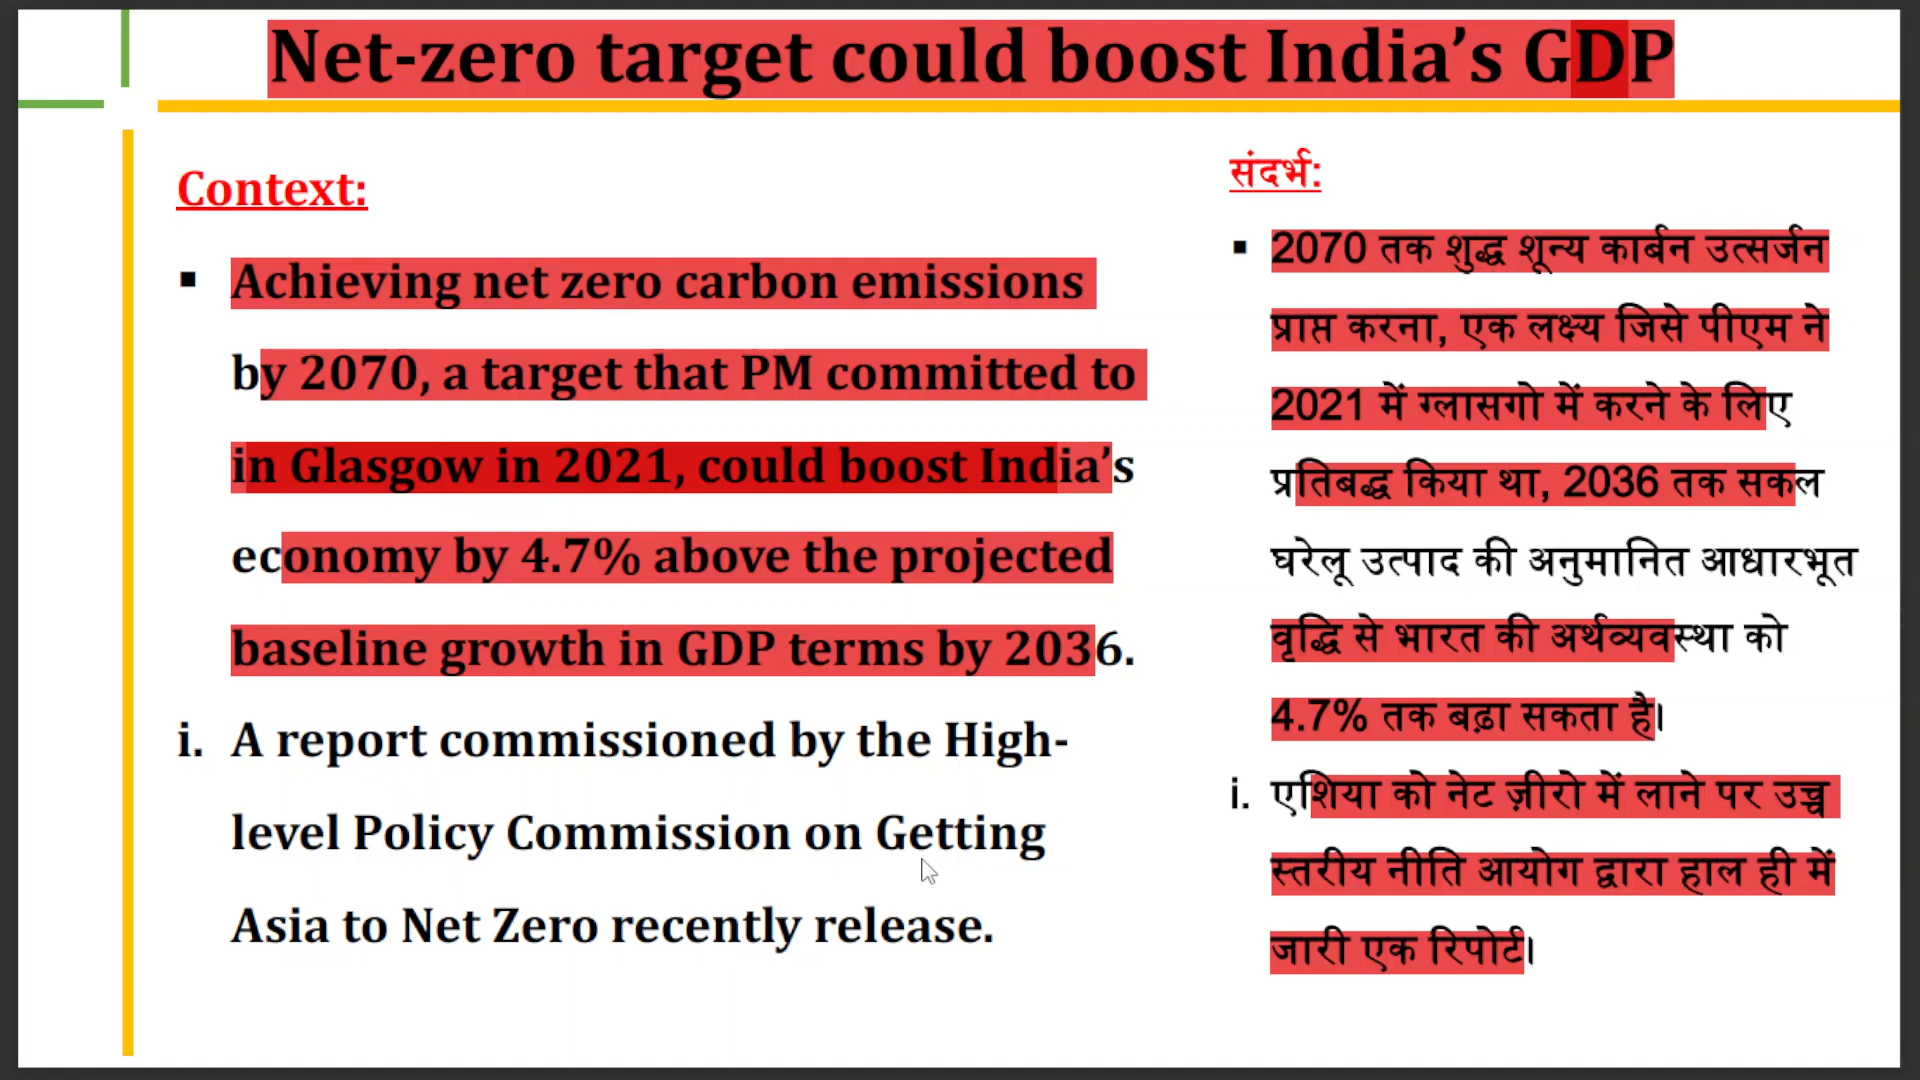 Net-zero target could boost India’s GDP
Context:
▪ Achieving net zero carbon emissions
by 2070, a target that PM committed to
in Glasgow in 2021, could boost India’s
economy by 4.7% above the projected
baseline growth in GDP terms by 2036.
i. A report commissioned by the High-
level Policy Commission on Getting
Asia to Net Zero recently release.
संदर्भ:
▪ 2070 तक शुद्ध शून्य कार्बन उत्सर्जन
प्राप्त करना, एक लक्ष्य जिसे पीएम ने
2021 में ग्लासगो में करने के लिए
प्रतिबद्ध किया था, 2036 तक सकल
घरेलू उत्पाद की अनुमानित आधारभूत
वृद्धि से भारत की अर्थव्यवस्था को
4.7% तक बढ़ा सकता है।
i. एशिया को नेट ज़ीरो में लाने पर उच्च
स्तरीय नीति आयोग द्वारा हाल ही में
जारी एक रिपोर्ट।